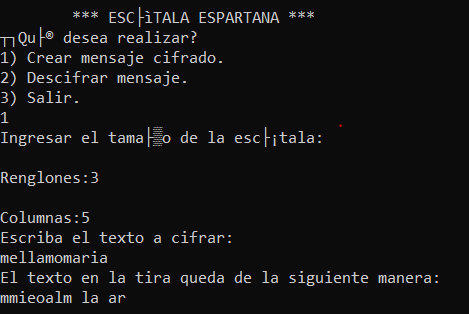 *** ESC├ìTALA ESPARTANA ***
┬┐Qu├® desea realizar?
1) Crear mensaje cifrado.
2) Descifrar mensaje.
3) Salir.
1
Ingresar el tama├▒o de la esc├¡tala:
Renglones:3
Columnas:5
Escriba el texto a cifrar:
mellamomaria
El texto en la tira queda de la siguiente manera:
mmieoalm la ar